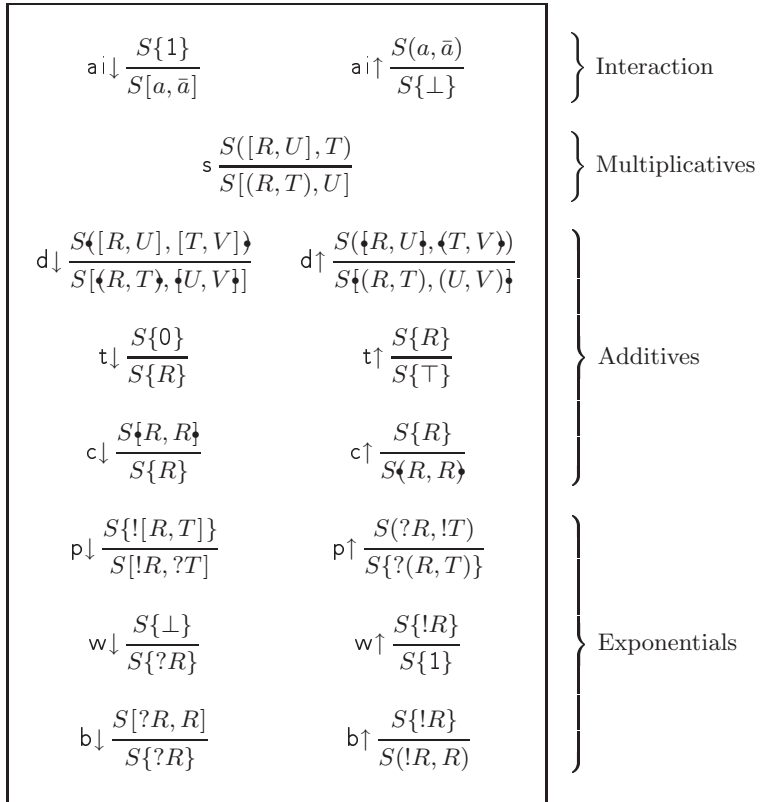 ai↓ S{1} / S[a, ā]    ai↑ S(a, ā) / S{⊥}    Interaction
s S([R, U], T) / S[(R, T), U]    Multiplicatives
d↓ S⦇[R, U], [T, V]⦈ / S[⦇R, T⦈, ⟦U, V⟧]    d↑ S(⟦R, U⟧, ⦇T, V⦈) / S⟦(R, T), (U, V)⟧
t↓ S{0} / S{R}    t↑ S{R} / S{⊤}    Additives
c↓ S⟦R, R⟧ / S{R}    c↑ S{R} / S⦇R, R⦈
p↓ S{![R, T]} / S[!R, ?T]    p↑ S(?R, !T) / S{?(R, T)}
w↓ S{⊥} / S{?R}    w↑ S{!R} / S{1}    Exponentials
b↓ S[?R, R] / S{?R}    b↑ S{!R} / S(!R, R)